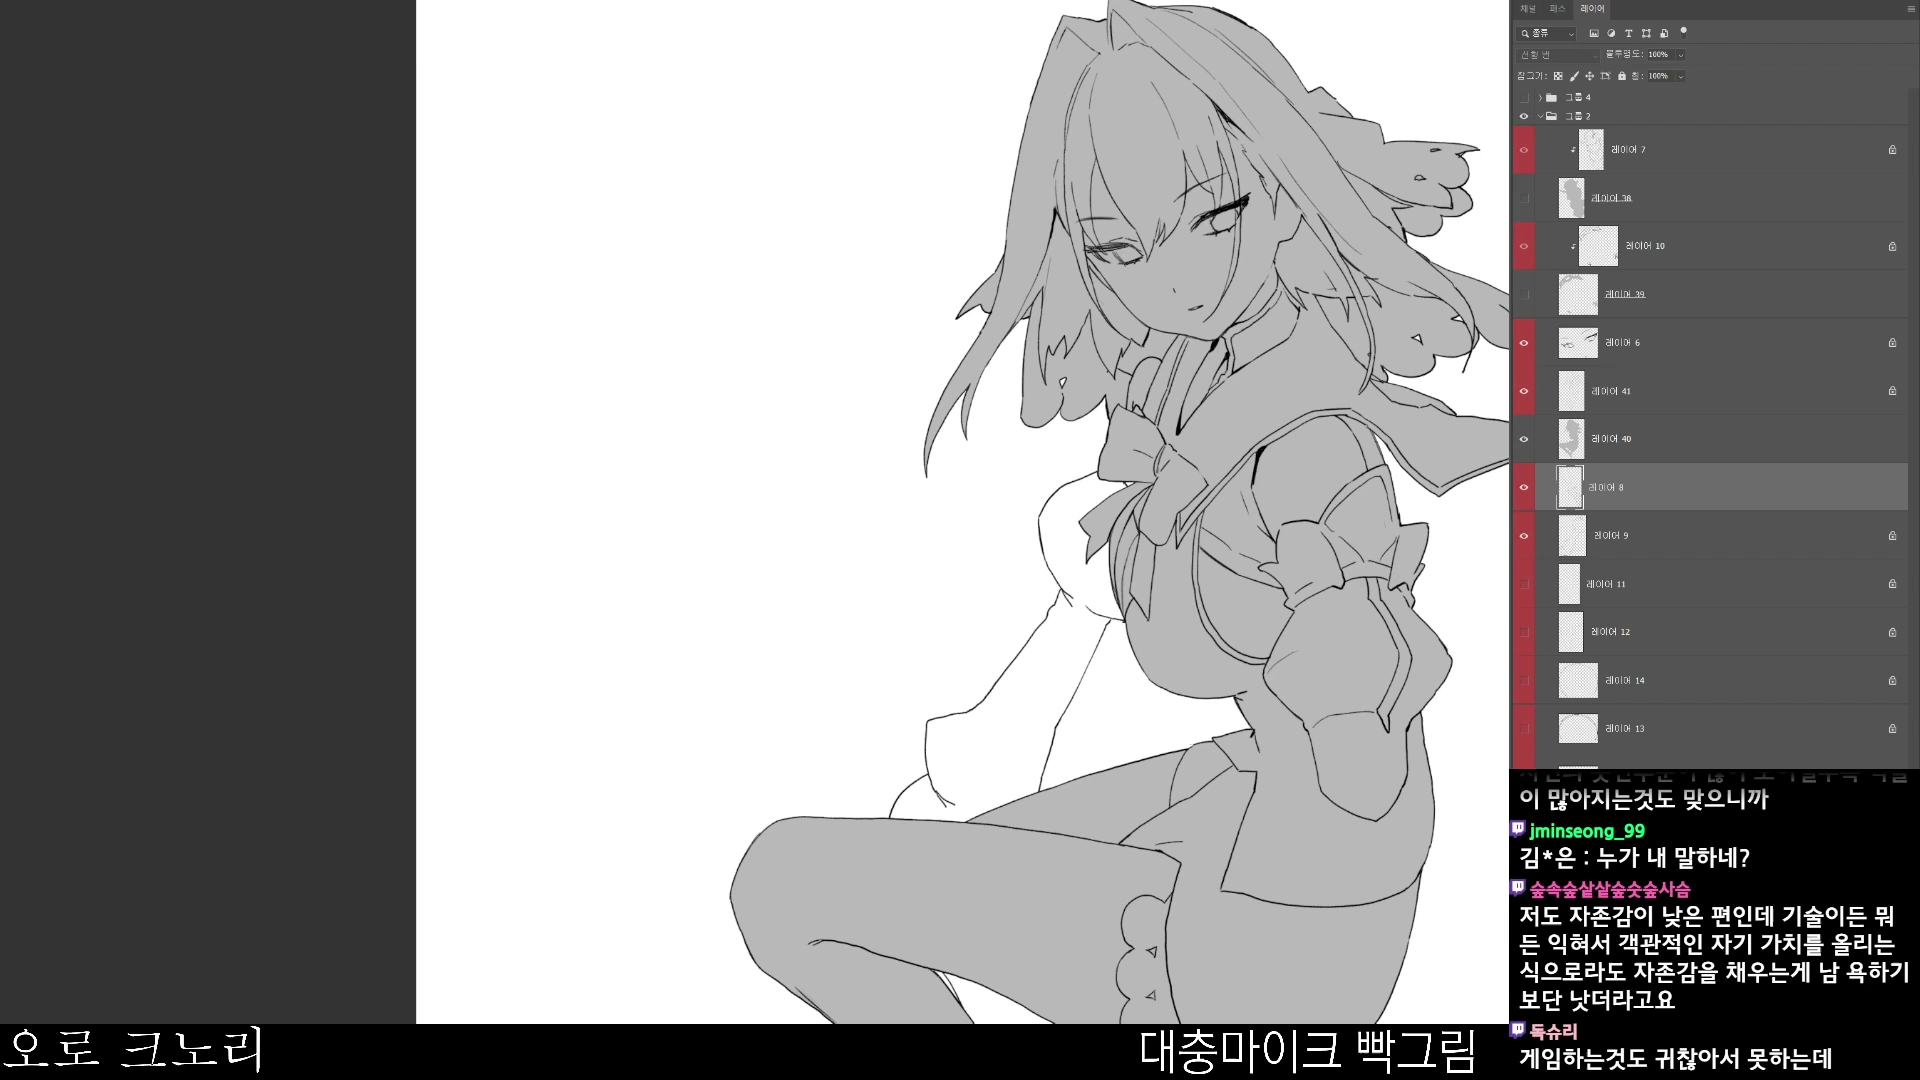 채널 패스 레이어
종류
선형 번 불투명도: 100%
잠그기: 칠: 100%
그룹 4
그룹 2
레이어 7
레이어 38
레이어 10
레이어 39
레이어 6
레이어 41
레이어 40
레이어 8
레이어 9
레이어 11
레이어 12
레이어 14
레이어 13
이 많아지는것도 맞으니까
jminseong_99
김*은 : 누가 내 말하네?
숲속숲살살숲슷숲사슴
저도 자존감이 낮은 편인데 기술이든 뭐
든 익혀서 객관적인 자기 가치를 올리는
식으로라도 자존감을 채우는게 남 욕하기
보단 낫더라고요
독슈리
게임하는것도 귀찮아서 못하는데
오로 크노리
대충마이크 빡그림